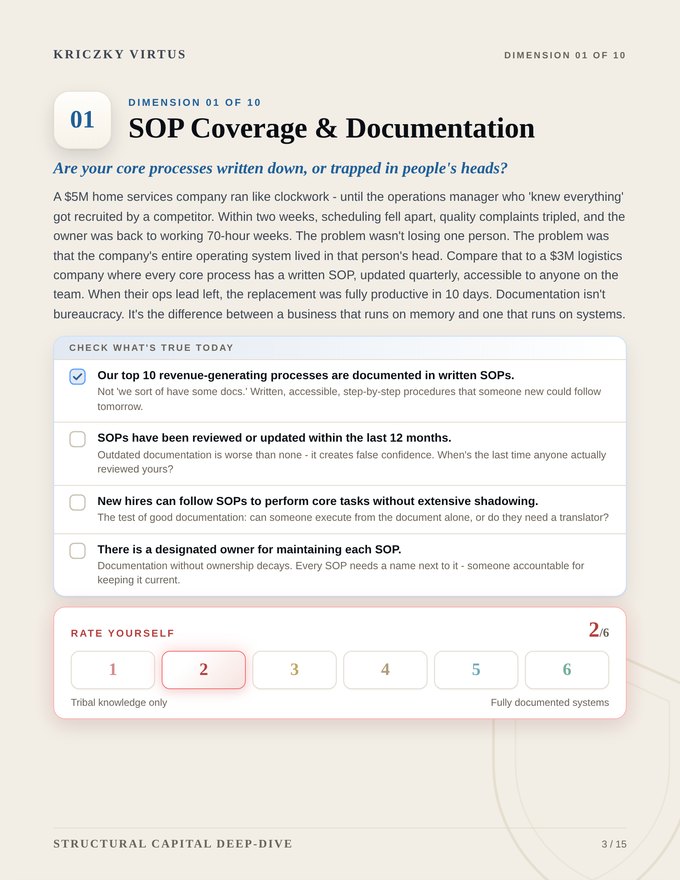 KRICZKY VIRTUS
DIMENSION 01 OF 10
01
DIMENSION 01 OF 10
SOP Coverage & Documentation
Are your core processes written down, or trapped in people's heads?
A $5M home services company ran like clockwork - until the operations manager who 'knew everything'
got recruited by a competitor. Within two weeks, scheduling fell apart, quality complaints tripled, and the
owner was back to working 70-hour weeks. The problem wasn't losing one person. The problem was
that the company's entire operating system lived in that person's head. Compare that to a $3M logistics
company where every core process has a written SOP, updated quarterly, accessible to anyone on the
team. When their ops lead left, the replacement was fully productive in 10 days. Documentation isn't
bureaucracy. It's the difference between a business that runs on memory and one that runs on systems.
CHECK WHAT'S TRUE TODAY
Our top 10 revenue-generating processes are documented in written SOPs.
Not 'we sort of have some docs.' Written, accessible, step-by-step procedures that someone new could follow
tomorrow.
SOPs have been reviewed or updated within the last 12 months.
Outdated documentation is worse than none - it creates false confidence. When's the last time anyone actually
reviewed yours?
New hires can follow SOPs to perform core tasks without extensive shadowing.
The test of good documentation: can someone execute from the document alone, or do they need a translator?
There is a designated owner for maintaining each SOP.
Documentation without ownership decays. Every SOP needs a name next to it - someone accountable for
keeping it current.
RATE YOURSELF
2/6
1 2 3 4 5 6
Tribal knowledge only
Fully documented systems
STRUCTURAL CAPITAL DEEP-DIVE
3 / 15